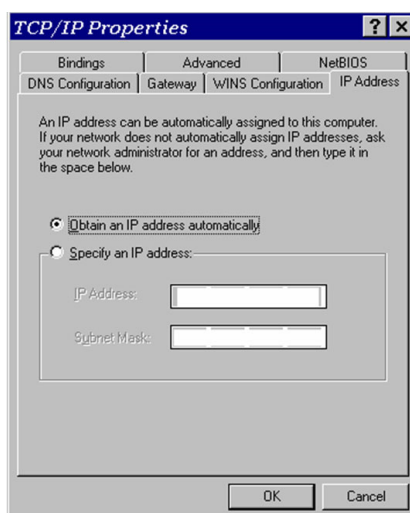 TCP/IP Properties
? ×
Bindings Advanced NetBIOS
DNS Configuration Gateway WINS Configuration IP Address
An IP address can be automatically assigned to this computer.
If your network does not automatically assign IP addresses, ask
your network administrator for an address, and then type it in
the space below.
Obtain an IP address automatically
Specify an IP address:
IP Address:
Subnet Mask:
OK Cancel